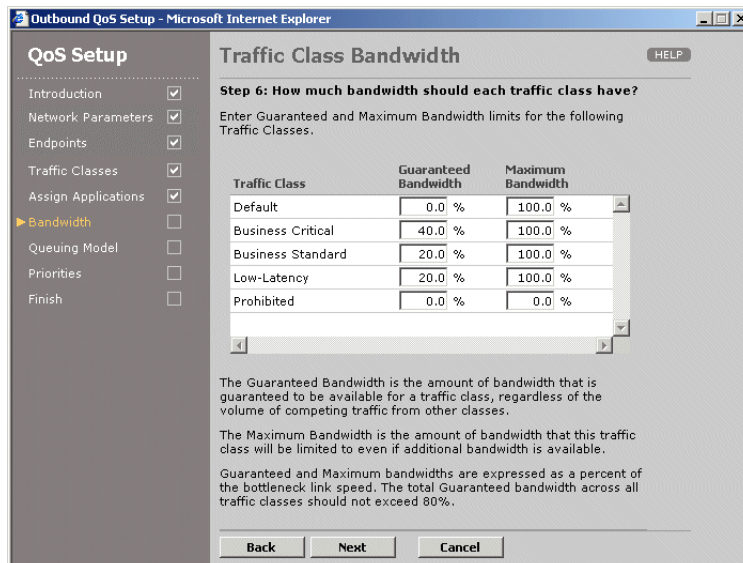 Outbound QoS Setup - Microsoft Internet Explorer
QoS Setup
Introduction
Network Parameters
Endpoints
Traffic Classes
Assign Applications
Bandwidth
Queuing Model
Priorities
Finish
Traffic Class Bandwidth
HELP
Step 6: How much bandwidth should each traffic class have?
Enter Guaranteed and Maximum Bandwidth limits for the following
Traffic Classes.
Traffic Class Guaranteed Bandwidth Maximum Bandwidth
Default 0.0 % 100.0 %
Business Critical 40.0 % 100.0 %
Business Standard 20.0 % 100.0 %
Low-Latency 20.0 % 100.0 %
Prohibited 0.0 % 0.0 %
The Guaranteed Bandwidth is the amount of bandwidth that is
guaranteed to be available for a traffic class, regardless of the
volume of competing traffic from other classes.
The Maximum Bandwidth is the amount of bandwidth that this traffic
class will be limited to even if additional bandwidth is available.
Guaranteed and Maximum bandwidths are expressed as a percent of
the bottleneck link speed. The total Guaranteed bandwidth across all
traffic classes should not exceed 80%.
Back Next Cancel